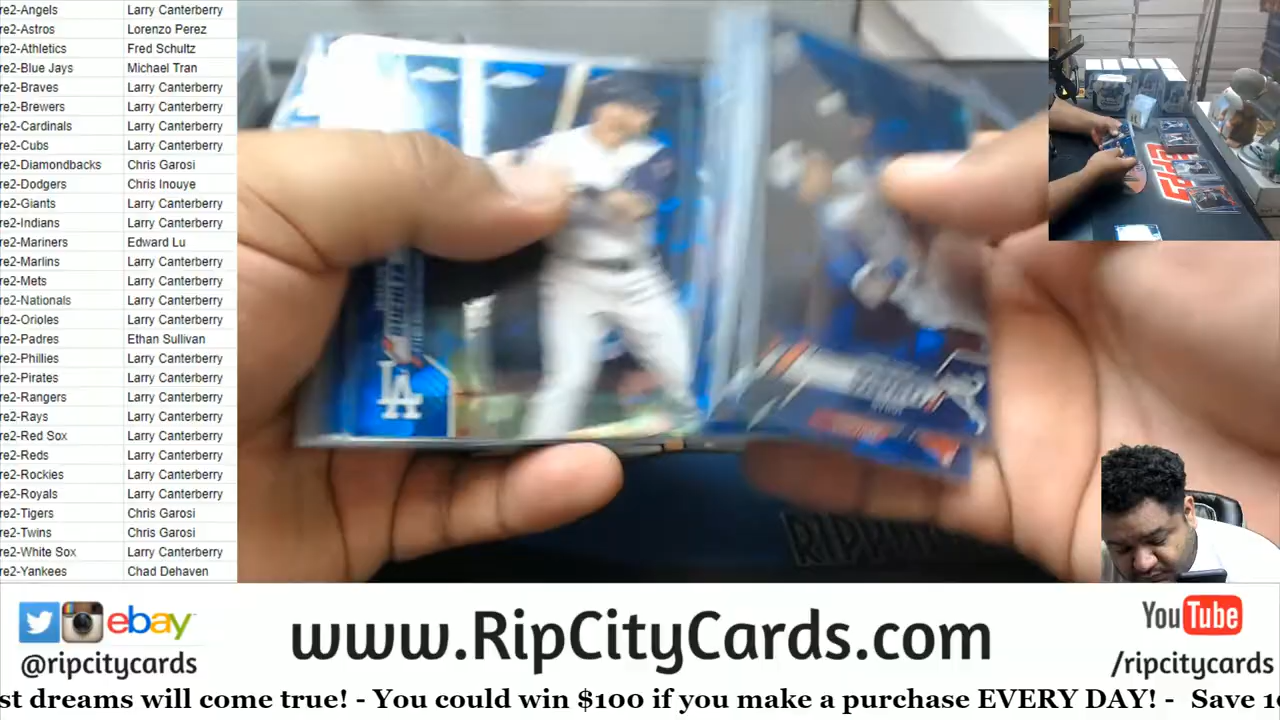 re2-Angels Larry Canterberry
re2-Astros Lorenzo Perez
re2-Athletics Fred Schultz
re2-Blue Jays Michael Tran
re2-Braves Larry Canterberry
re2-Brewers Larry Canterberry
re2-Cardinals Larry Canterberry
re2-Cubs Larry Canterberry
re2-Diamondbacks Chris Garosi
re2-Dodgers Chris Inouye
re2-Giants Larry Canterberry
re2-Indians Larry Canterberry
re2-Mariners Edward Lu
re2-Marlins Larry Canterberry
re2-Mets Larry Canterberry
re2-Nationals Larry Canterberry
re2-Orioles Larry Canterberry
re2-Padres Ethan Sullivan
re2-Phillies Larry Canterberry
re2-Pirates Larry Canterberry
re2-Rangers Larry Canterberry
re2-Rays Larry Canterberry
re2-Red Sox Larry Canterberry
re2-Reds Larry Canterberry
re2-Rockies Larry Canterberry
re2-Royals Larry Canterberry
re2-Tigers Chris Garosi
re2-Twins Chris Garosi
re2-White Sox Larry Canterberry
re2-Yankees Chad Dehaven
LA
ebay
@ripcitycards
www.RipCityCards.com
YouTube
/ripcitycards
st dreams will come true! - You could win $100 if you make a purchase EVERY DAY! - Save 10